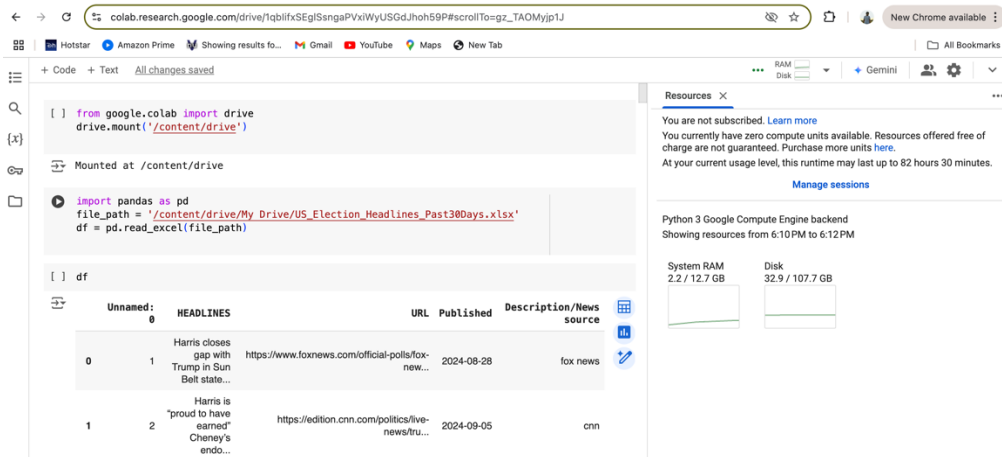 colab.research.google.com/drive/1qblifxSEglSsngaPVxiWyUSGdJhoh59P#scrollTo=gz_TAOMyjp1J
New Chrome available
Hotstar
Amazon Prime
Showing results fo...
Gmail
YouTube
Maps
New Tab
All Bookmarks
+ Code
+ Text
All changes saved
RAM
Disk
Gemini
[ ] from google.colab import drive
drive.mount('/content/drive')
Mounted at /content/drive
import pandas as pd
file_path = '/content/drive/My Drive/US_Election_Headlines_Past30Days.xlsx'
df = pd.read_excel(file_path)
[ ] df
Unnamed: 0
HEADLINES
URL
Published
Description/News source
0
1
Harris closes
gap with
Trump in Sun
Belt state...
https://www.foxnews.com/official-polls/fox-
new...
2024-08-28
fox news
1
2
Harris is
“proud to have
earned”
Cheney's
endo...
https://edition.cnn.com/politics/live-
news/tru...
2024-09-05
cnn
Resources
You are not subscribed. Learn more
You currently have zero compute units available. Resources offered free of
charge are not guaranteed. Purchase more units here.
At your current usage level, this runtime may last up to 82 hours 30 minutes.
Manage sessions
Python 3 Google Compute Engine backend
Showing resources from 6:10 PM to 6:12 PM
System RAM
2.2 / 12.7 GB
Disk
32.9 / 107.7 GB
{x}